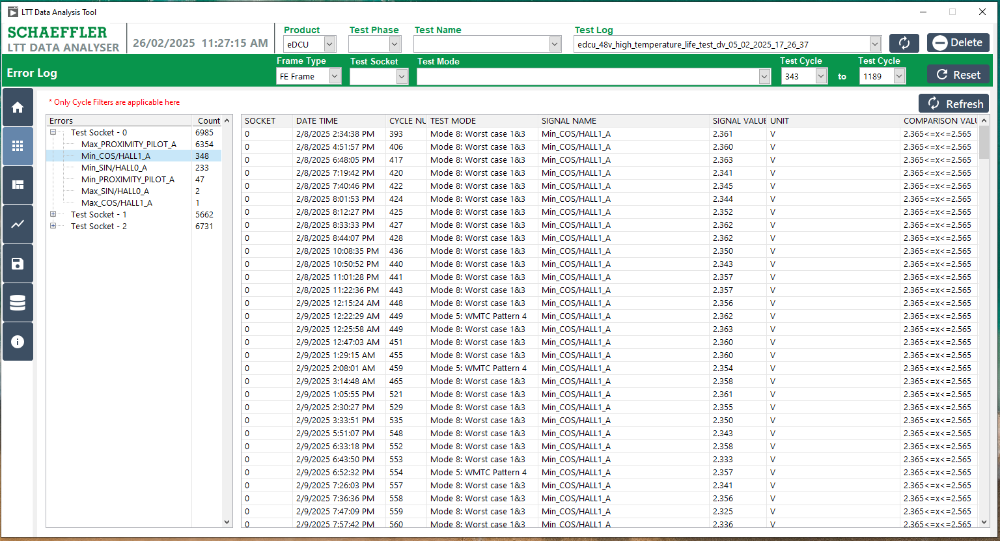 LTT Data Analysis Tool
SCHAEFFLER
LTT DATA ANALYSER
26/02/2025 11:27:15 AM
Product Test Phase Test Name Test Log
eDCU edcu_48v_high_temperature_life_test_dv_05_02_2025_17_26_37 Delete
Error Log
Frame Type Test Socket Test Mode Test Cycle Test Cycle
FE Frame 343 to 1189 Reset
* Only Cycle Filters are applicable here
Refresh
Errors Count
Test Socket - 0 6985
Max_PROXIMITY_PILOT_A 6354
Min_COS/HALL1_A 348
Min_SIN/HALL0_A 233
Min_PROXIMITY_PILOT_A 47
Max_SIN/HALL0_A 2
Max_COS/HALL1_A 1
Test Socket - 1 5662
Test Socket - 2 6731
SOCKET DATE TIME CYCLE NU TEST MODE SIGNAL NAME SIGNAL VALUE UNIT COMPARISON VALU
0 2/8/2025 2:34:38 PM 393 Mode 8: Worst case 1&3 Min_COS/HALL1_A 2.361 V 2.365<=x<=2.565
0 2/8/2025 4:51:57 PM 406 Mode 8: Worst case 1&3 Min_COS/HALL1_A 2.360 V 2.365<=x<=2.565
0 2/8/2025 6:48:05 PM 417 Mode 8: Worst case 1&3 Min_COS/HALL1_A 2.363 V 2.365<=x<=2.565
0 2/8/2025 7:19:42 PM 420 Mode 8: Worst case 1&3 Min_COS/HALL1_A 2.341 V 2.365<=x<=2.565
0 2/8/2025 7:40:46 PM 422 Mode 8: Worst case 1&3 Min_COS/HALL1_A 2.345 V 2.365<=x<=2.565
0 2/8/2025 8:01:53 PM 424 Mode 8: Worst case 1&3 Min_COS/HALL1_A 2.344 V 2.365<=x<=2.565
0 2/8/2025 8:12:27 PM 425 Mode 8: Worst case 1&3 Min_COS/HALL1_A 2.352 V 2.365<=x<=2.565
0 2/8/2025 8:33:33 PM 427 Mode 8: Worst case 1&3 Min_COS/HALL1_A 2.362 V 2.365<=x<=2.565
0 2/8/2025 8:44:07 PM 428 Mode 8: Worst case 1&3 Min_COS/HALL1_A 2.362 V 2.365<=x<=2.565
0 2/8/2025 10:08:35 PM 436 Mode 8: Worst case 1&3 Min_COS/HALL1_A 2.350 V 2.365<=x<=2.565
0 2/8/2025 10:50:52 PM 440 Mode 8: Worst case 1&3 Min_COS/HALL1_A 2.343 V 2.365<=x<=2.565
0 2/8/2025 11:01:28 PM 441 Mode 8: Worst case 1&3 Min_COS/HALL1_A 2.357 V 2.365<=x<=2.565
0 2/8/2025 11:22:36 PM 443 Mode 8: Worst case 1&3 Min_COS/HALL1_A 2.357 V 2.365<=x<=2.565
0 2/9/2025 12:15:24 AM 448 Mode 8: Worst case 1&3 Min_COS/HALL1_A 2.356 V 2.365<=x<=2.565
0 2/9/2025 12:22:29 AM 449 Mode 5: WMTC Pattern 4 Min_COS/HALL1_A 2.362 V 2.365<=x<=2.565
0 2/9/2025 12:25:58 AM 449 Mode 8: Worst case 1&3 Min_COS/HALL1_A 2.363 V 2.365<=x<=2.565
0 2/9/2025 12:47:03 AM 451 Mode 8: Worst case 1&3 Min_COS/HALL1_A 2.360 V 2.365<=x<=2.565
0 2/9/2025 1:29:15 AM 455 Mode 8: Worst case 1&3 Min_COS/HALL1_A 2.360 V 2.365<=x<=2.565
0 2/9/2025 2:08:01 AM 459 Mode 5: WMTC Pattern 4 Min_COS/HALL1_A 2.354 V 2.365<=x<=2.565
0 2/9/2025 3:14:48 AM 465 Mode 8: Worst case 1&3 Min_COS/HALL1_A 2.358 V 2.365<=x<=2.565
0 2/9/2025 1:05:55 PM 521 Mode 8: Worst case 1&3 Min_COS/HALL1_A 2.361 V 2.365<=x<=2.565
0 2/9/2025 2:30:27 PM 529 Mode 8: Worst case 1&3 Min_COS/HALL1_A 2.355 V 2.365<=x<=2.565
0 2/9/2025 3:33:51 PM 535 Mode 8: Worst case 1&3 Min_COS/HALL1_A 2.350 V 2.365<=x<=2.565
0 2/9/2025 5:51:07 PM 548 Mode 8: Worst case 1&3 Min_COS/HALL1_A 2.343 V 2.365<=x<=2.565
0 2/9/2025 6:33:18 PM 552 Mode 8: Worst case 1&3 Min_COS/HALL1_A 2.358 V 2.365<=x<=2.565
0 2/9/2025 6:43:50 PM 553 Mode 8: Worst case 1&3 Min_COS/HALL1_A 2.333 V 2.365<=x<=2.565
0 2/9/2025 6:52:32 PM 554 Mode 5: WMTC Pattern 4 Min_COS/HALL1_A 2.357 V 2.365<=x<=2.565
0 2/9/2025 7:26:03 PM 557 Mode 8: Worst case 1&3 Min_COS/HALL1_A 2.341 V 2.365<=x<=2.565
0 2/9/2025 7:36:36 PM 558 Mode 8: Worst case 1&3 Min_COS/HALL1_A 2.356 V 2.365<=x<=2.565
0 2/9/2025 7:47:09 PM 559 Mode 8: Worst case 1&3 Min_COS/HALL1_A 2.325 V 2.365<=x<=2.565
0 2/9/2025 7:57:42 PM 560 Mode 8: Worst case 1&3 Min_COS/HALL1_A 2.336 V 2.365<=x<=2.565